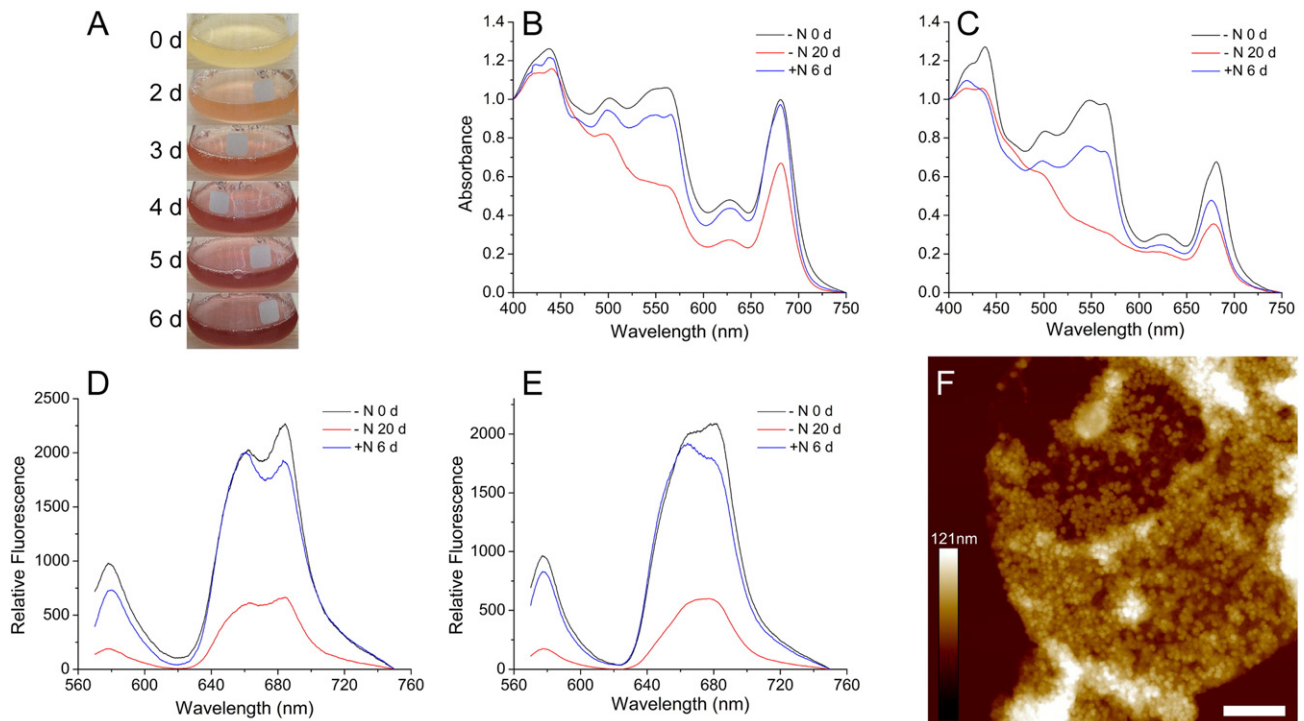 A
0 d
2 d
3 d
4 d
5 d
6 d
B
- N 0 d
- N 20 d
+N 6 d
Absorbance
1.4
1.2
1.0
0.8
0.6
0.4
0.2
0.0
400 450 500 550 600 650 700 750
Wavelength (nm)
C
- N 0 d
- N 20 d
+N 6 d
1.4
1.2
1.0
0.8
0.6
0.4
0.2
0.0
400 450 500 550 600 650 700 750
Wavelength (nm)
D
- N 0 d
- N 20 d
+N 6 d
Relative Fluorescence
2500
2000
1500
1000
500
0
560 600 640 680 720 760
Wavelength (nm)
E
- N 0 d
- N 20 d
+N 6 d
Relative Fluorescence
2000
1500
1000
500
0
560 600 640 680 720 760
Wavelength (nm)
F
121nm